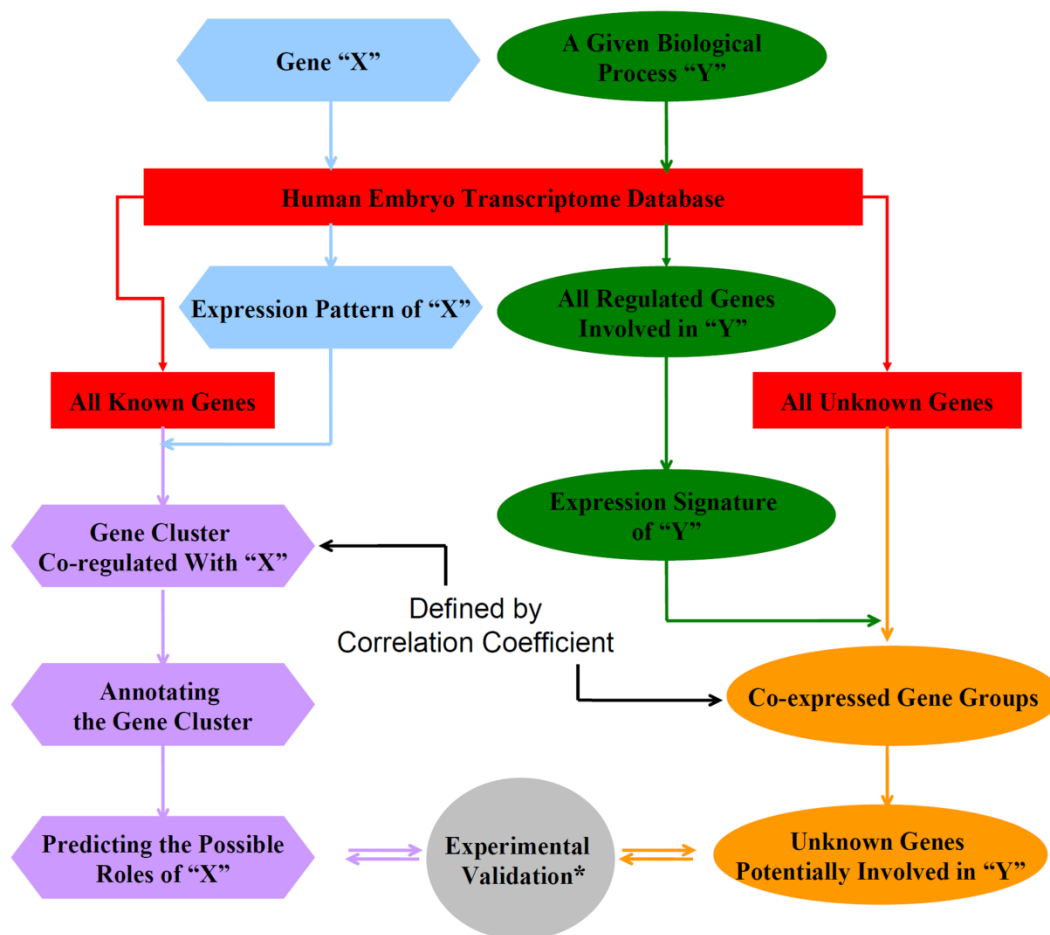 Gene “X”
A Given Biological
Process “Y”
Human Embryo Transcriptome Database
Expression Pattern of “X”
All Regulated Genes
Involved in “Y”
All Known Genes
All Unknown Genes
Expression Signature
of “Y”
Gene Cluster
Co-regulated With “X”
Defined by
Correlation Coefficient
Annotating
the Gene Cluster
Co-expressed Gene Groups
Predicting the Possible
Roles of “X”
Experimental
Validation*
Unknown Genes
Potentially Involved in “Y”